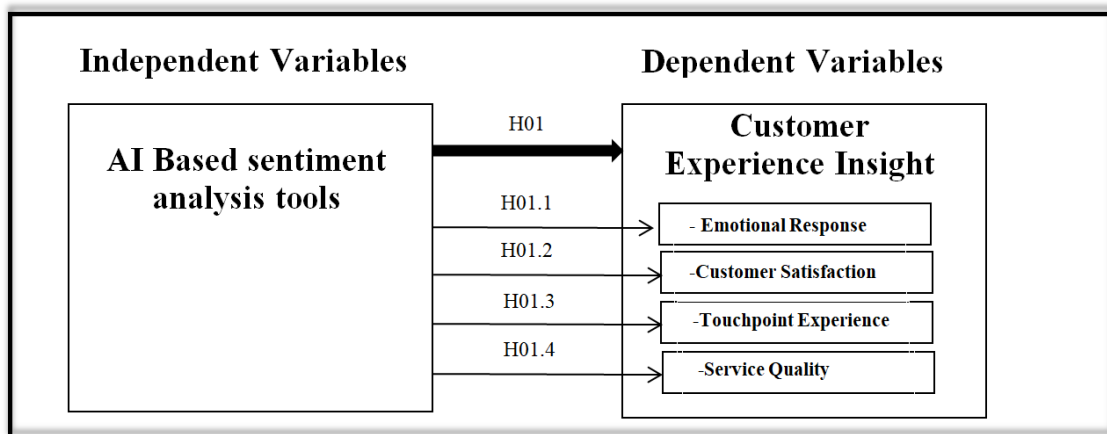 Independent Variables
Dependent Variables
AI Based sentiment
analysis tools
H01
H01.1
H01.2
H01.3
H01.4
Customer
Experience Insight
- Emotional Response
-Customer Satisfaction
-Touchpoint Experience
-Service Quality